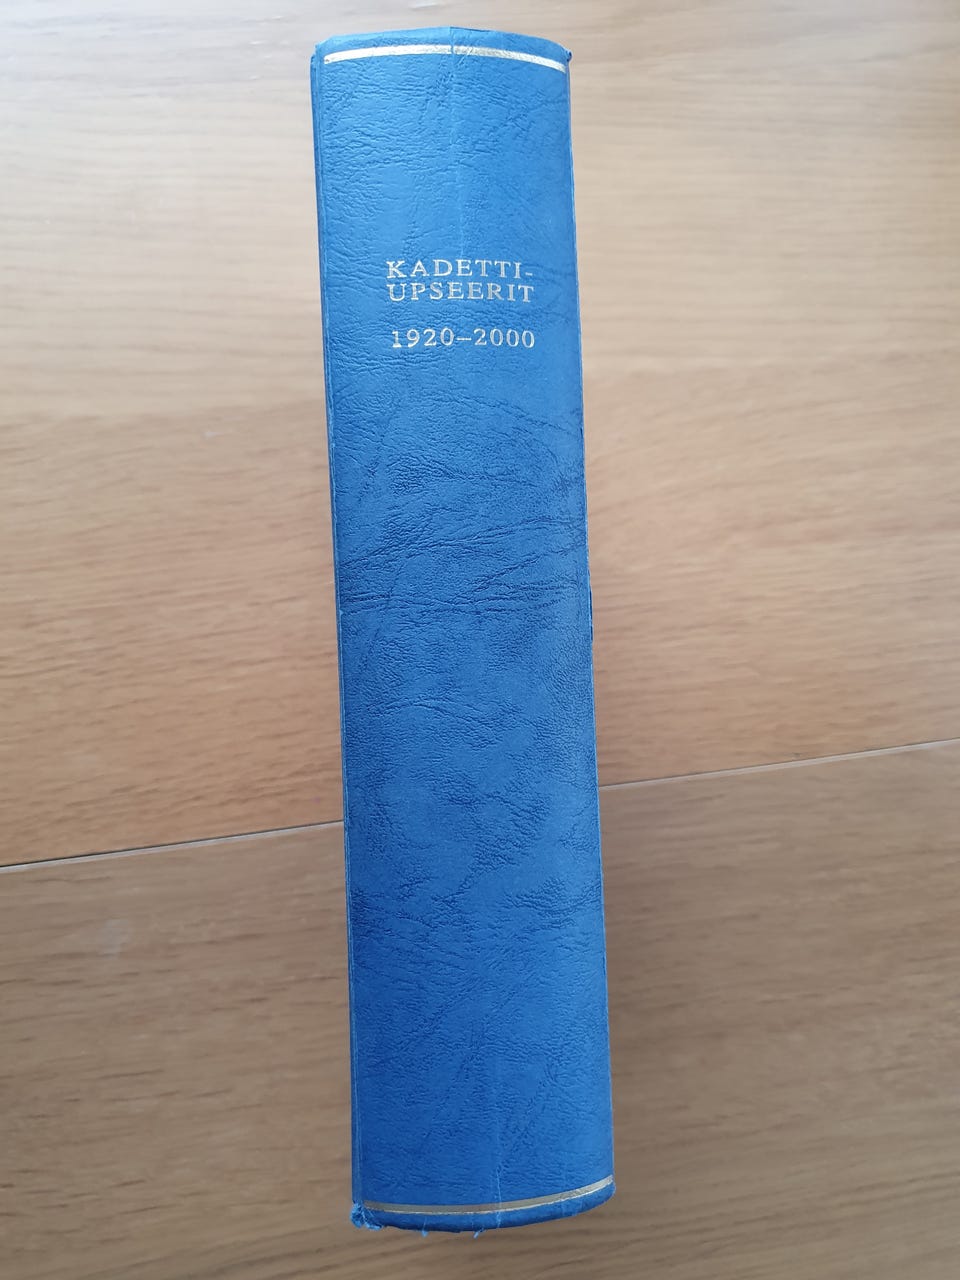 KADETTI-
UPSEERIT
1920–2000